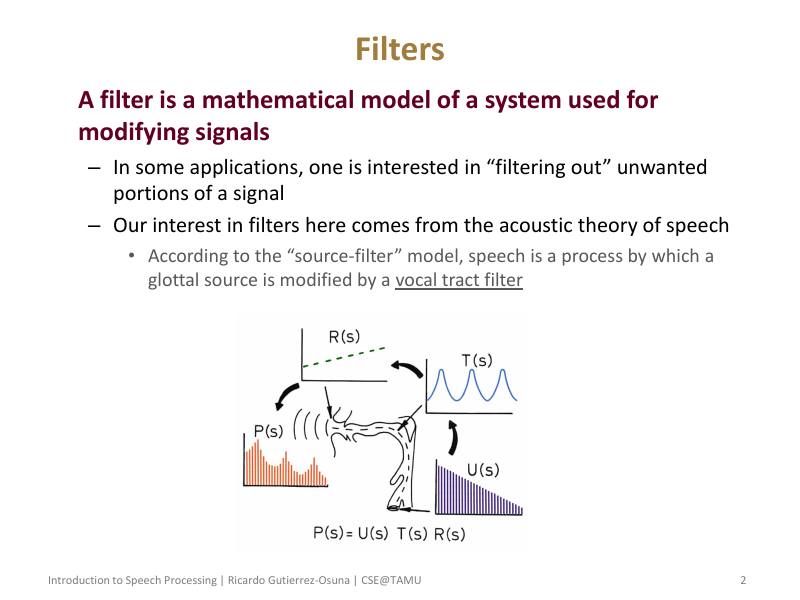 Filters
A filter is a mathematical model of a system used for
modifying signals
– In some applications, one is interested in “filtering out” unwanted
portions of a signal
– Our interest in filters here comes from the acoustic theory of speech
• According to the “source-filter” model, speech is a process by which a
glottal source is modified by a vocal tract filter
R(s)
T(s)
P(s)
U(s)
P(s)= U(s) T(s) R(s)
Introduction to Speech Processing | Ricardo Gutierrez-Osuna | CSE@TAMU
2